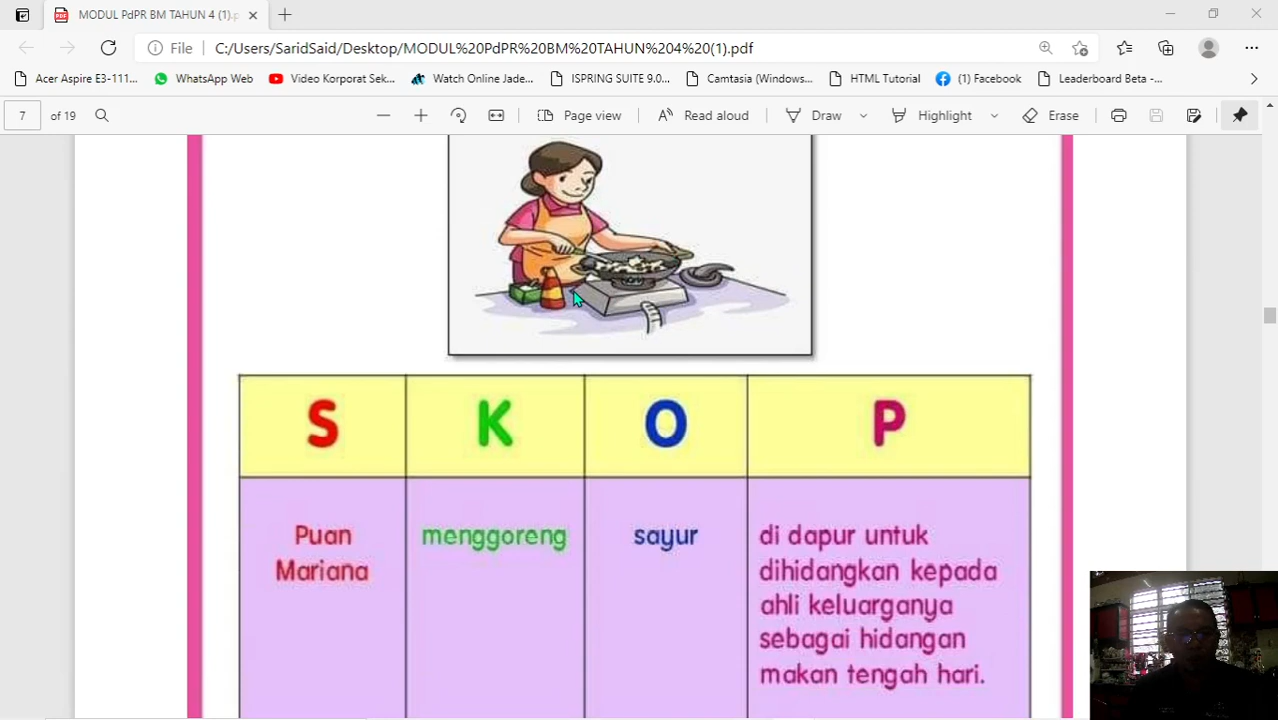 MODUL PdPR BM TAHUN 4 (1).p
File C:/Users/SaridSaid/Desktop/MODUL%20PdPR%20BM%20TAHUN%204%20(1).pdf
Acer Aspire E3-111... WhatsApp Web Video Korporat Sek... Watch Online Jade... ISPRING SUITE 9.0... Camtasia (Windows... HTML Tutorial (1) Facebook Leaderboard Beta -...
7 of 19 Page view Read aloud Draw Highlight Erase
S K O P
Puan menggoreng sayur di dapur untuk
Mariana dihidangkan kepada
ahli keluarganya
sebagai hidangan
makan tengah hari.